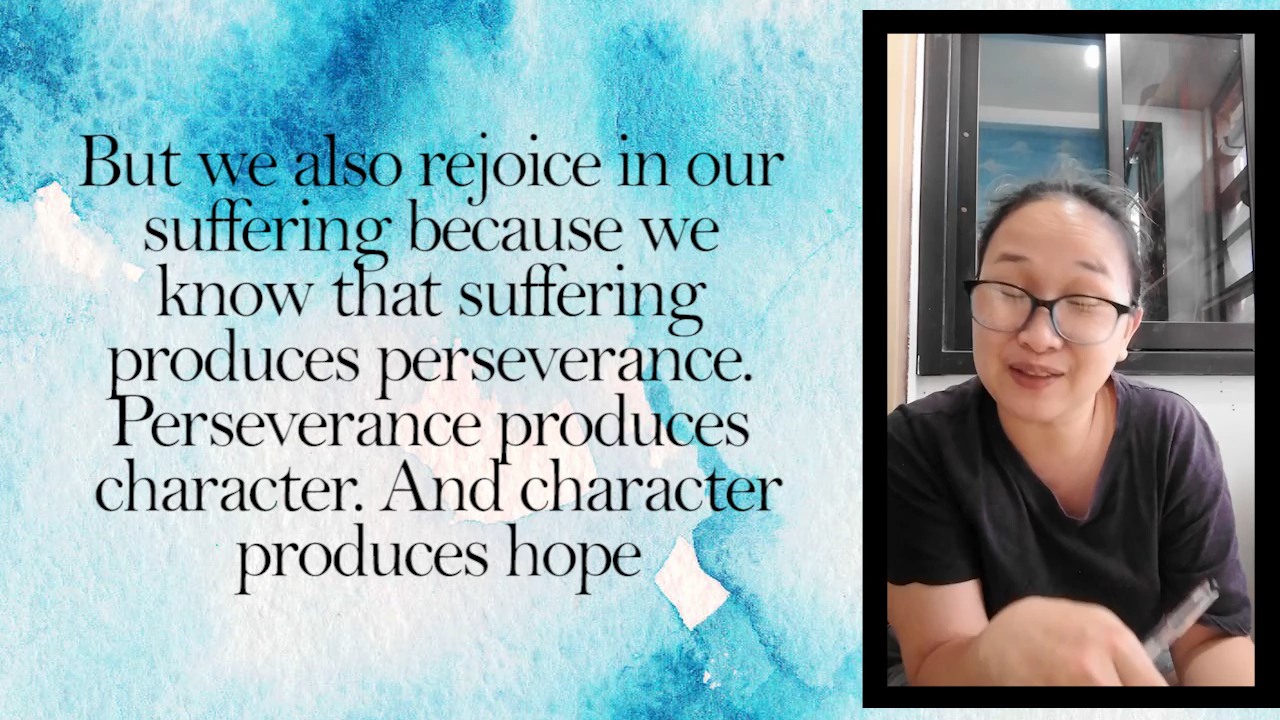 But we also rejoice in our
suffering because we
know that suffering
produces perseverance.
Perseverance produces
character. And character
produces hope